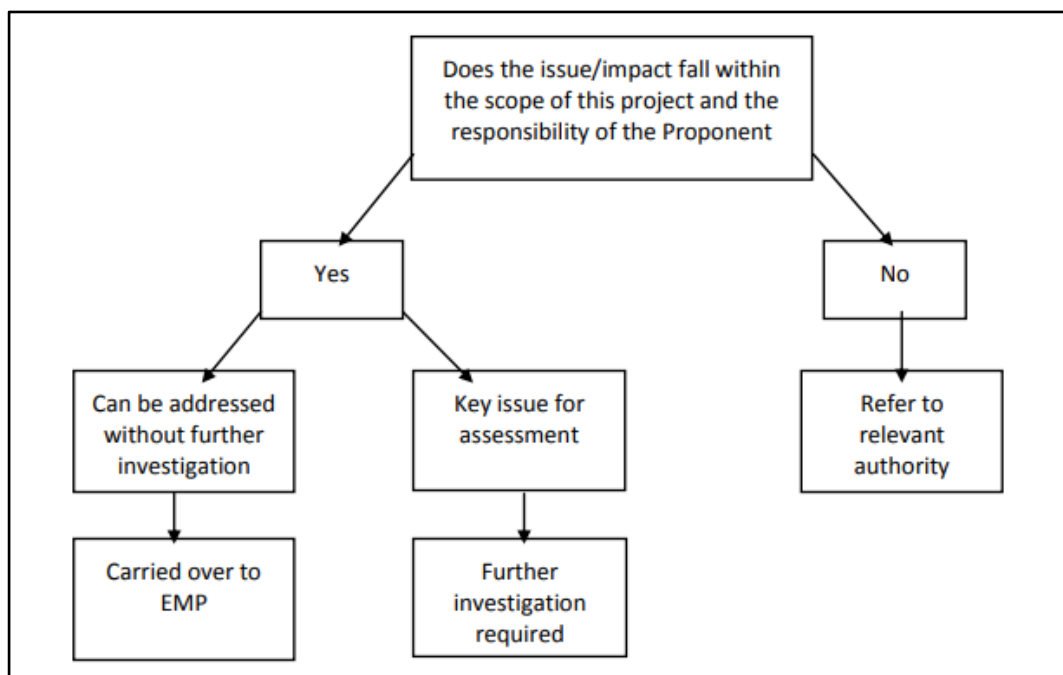 Does the issue/impact fall within
the scope of this project and the
responsibility of the Proponent
Yes
No
Can be addressed
without further
investigation
Key issue for
assessment
Refer to
relevant
authority
Carried over to
EMP
Further
investigation
required